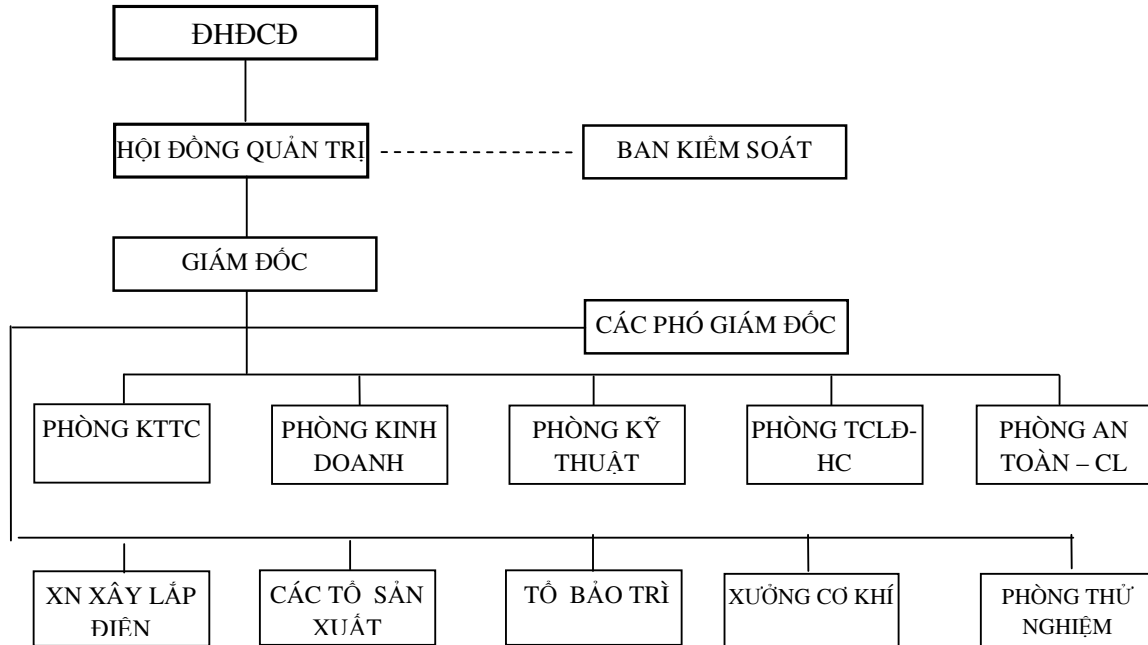 ĐHĐCĐ
HỘI ĐỒNG QUẢN TRỊ
BAN KIỂM SOÁT
GIÁM ĐỐC
CÁC PHÓ GIÁM ĐỐC
PHÒNG KTTC
PHÒNG KINH
DOANH
PHÒNG KỸ
THUẬT
PHÒNG TCLĐ-
HC
PHÒNG AN
TOÀN – CL
XN XÂY LẮP
ĐIỆN
CÁC TỔ SẢN
XUẤT
TỔ BẢO TRÌ
XƯỞNG CƠ KHÍ
PHÒNG THỬ
NGHIỆM